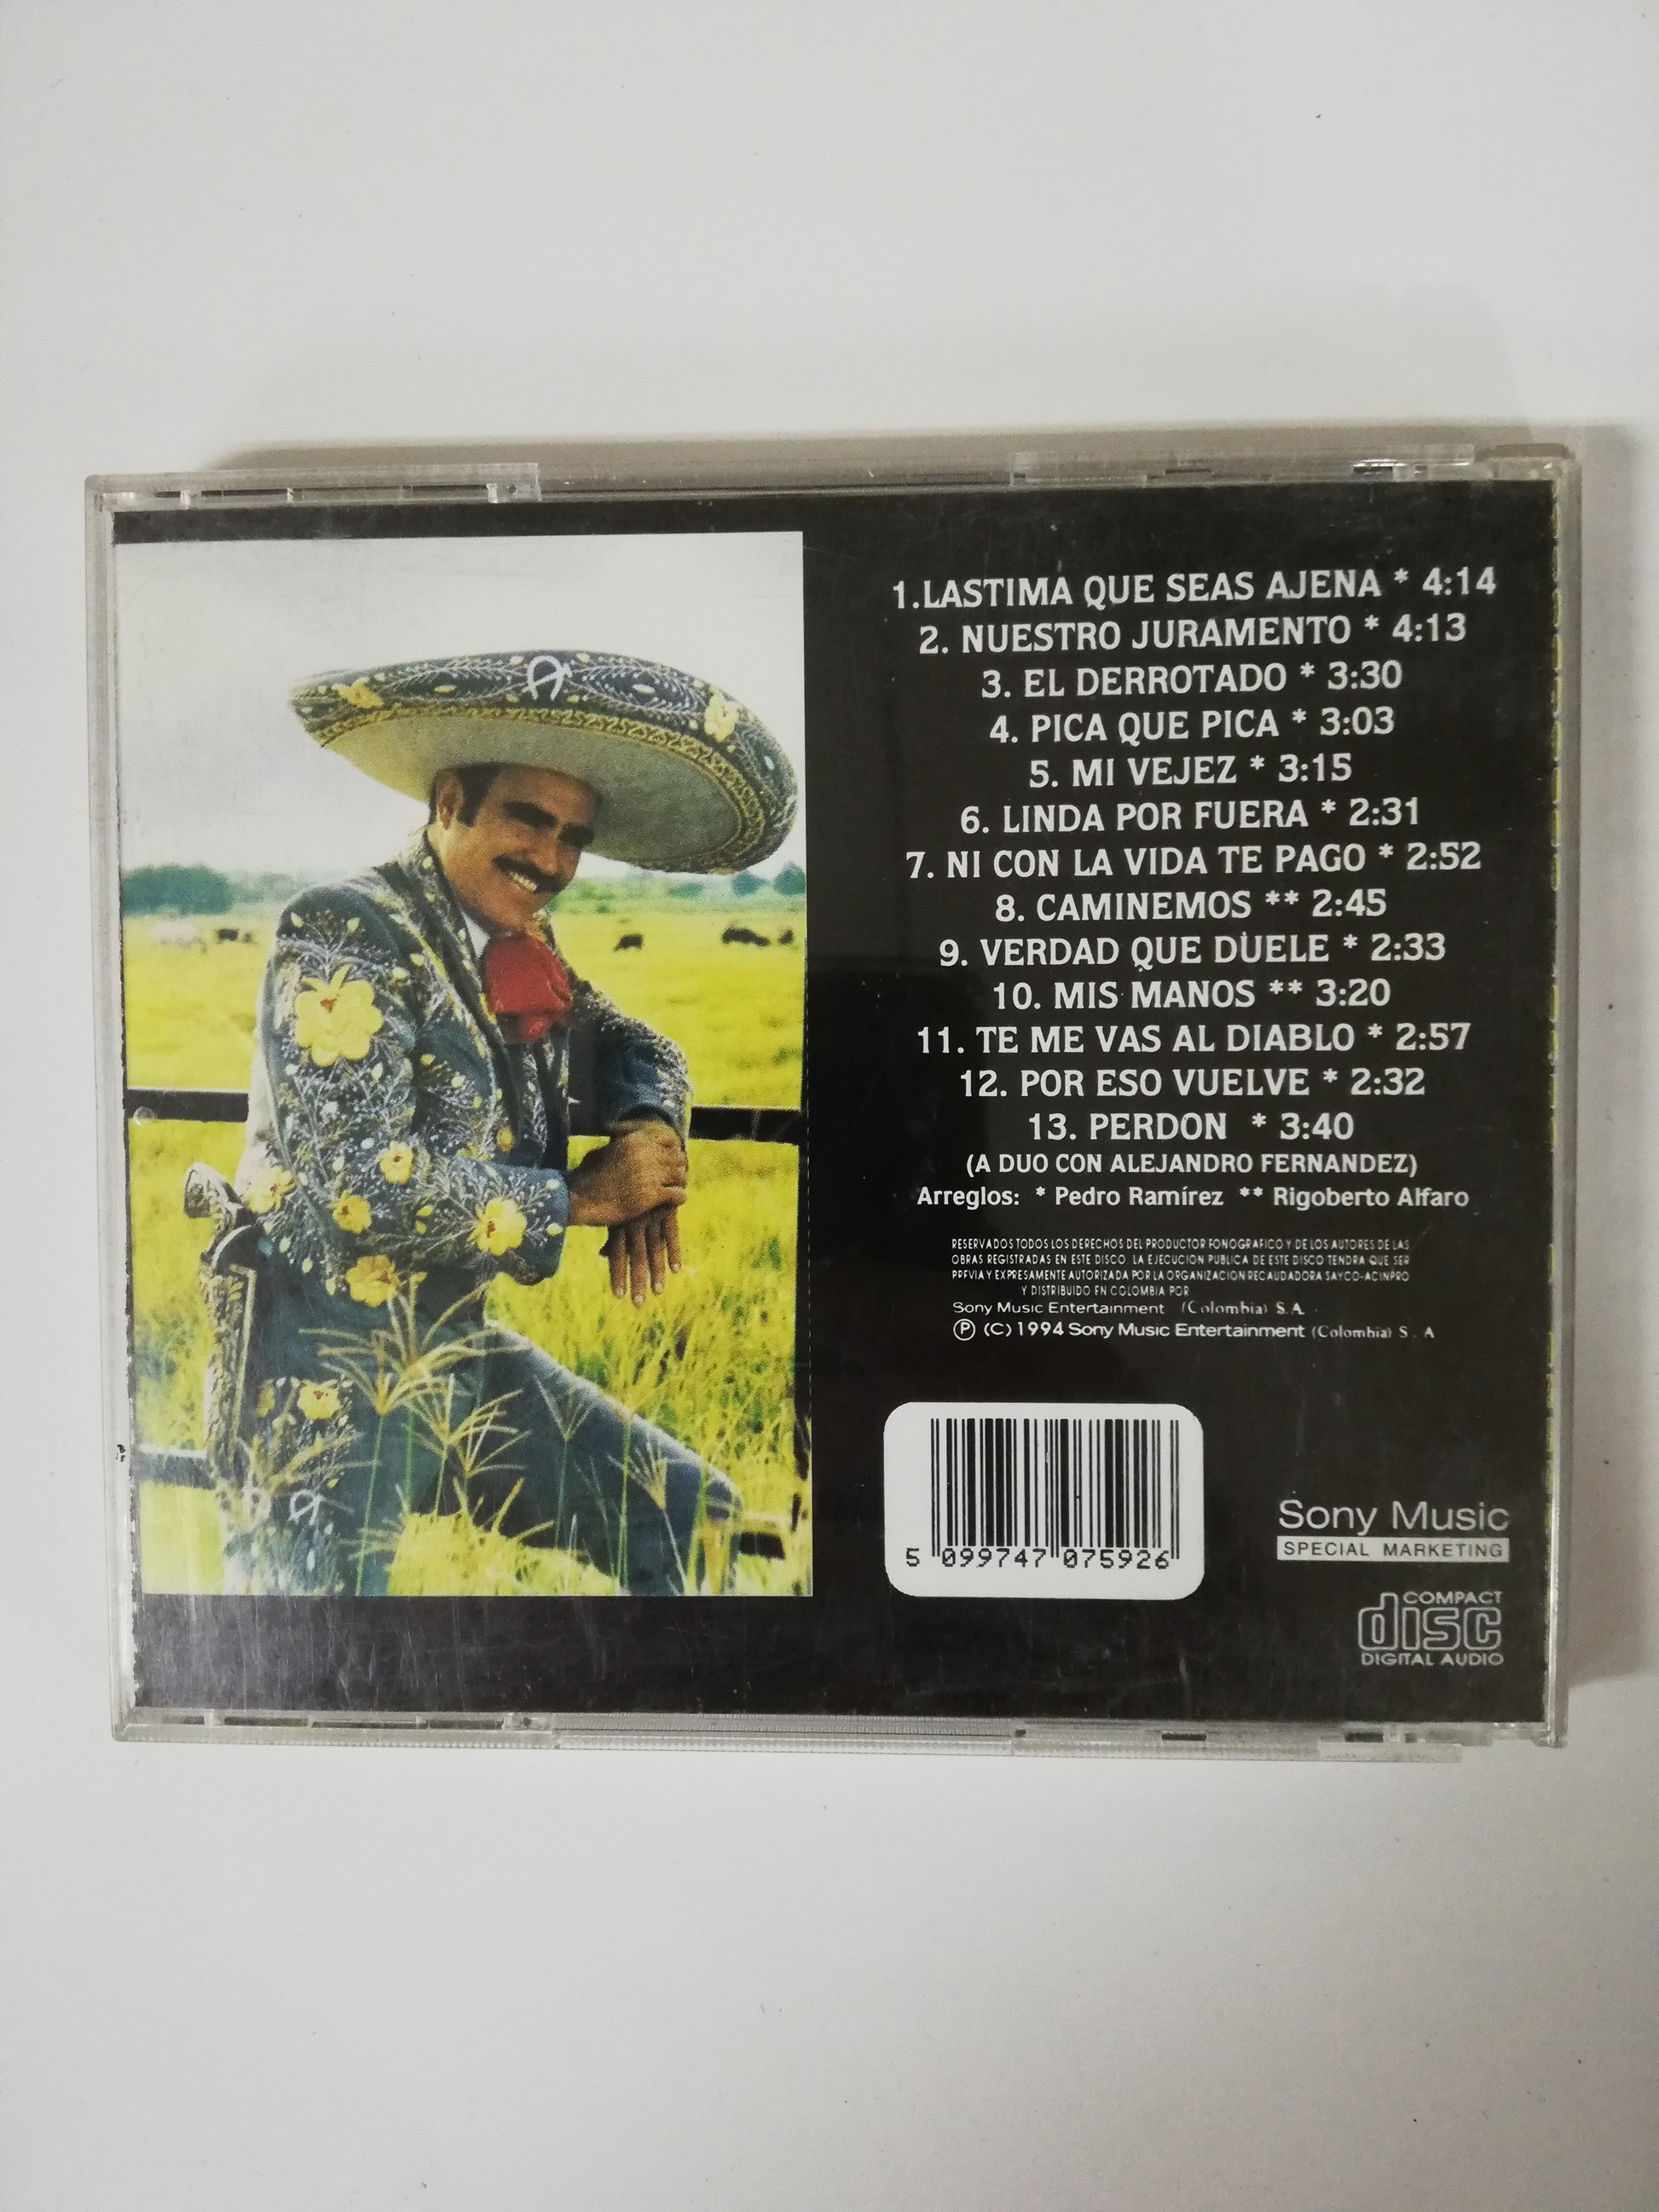 1.LASTIMA QUE SEAS AJENA * 4:14
2. NUESTRO JURAMENTO * 4:13
3. EL DERROTADO * 3:30
4. PICA QUE PICA * 3:03
5. MI VEJEZ * 3:15
6. LINDA POR FUERA * 2:31
7. NI CON LA VIDA TE PAGO * 2:52
8. CAMINEMOS ** 2:45
9. VERDAD QUE DUELE * 2:33
10. MIS MANOS ** 3:20
11. TE ME VAS AL DIABLO * 2:57
12. POR ESO VUELVE * 2:32
13. PERDON * 3:40
(A DUO CON ALEJANDRO FERNANDEZ)
Arreglos: * Pedro Ramírez ** Rigoberto Alfaro
RESERVADOS TODOS LOS DERECHOS DEL PRODUCTOR FONOGRAFICO Y DE LOS AUTORES DE LAS
OBRAS REGISTRADAS EN ESTE DISCO. LA EJECUCION PUBLICA DE ESTE DISCO TENDRA QUE SER
PREVIA Y EXPRESAMENTE AUTORIZADA POR LA ORGANIZACION RECAUDADORA SAYCO-ACINPRO
Y DISTRIBUIDO EN COLOMBIA POR
Sony Music Entertainment (Colombia) S.A.
Ⓟ (C) 1994 Sony Music Entertainment (Colombia) S. A
5 099747 075926
Sony Music
SPECIAL MARKETING
COMPACT
disc
DIGITAL AUDIO